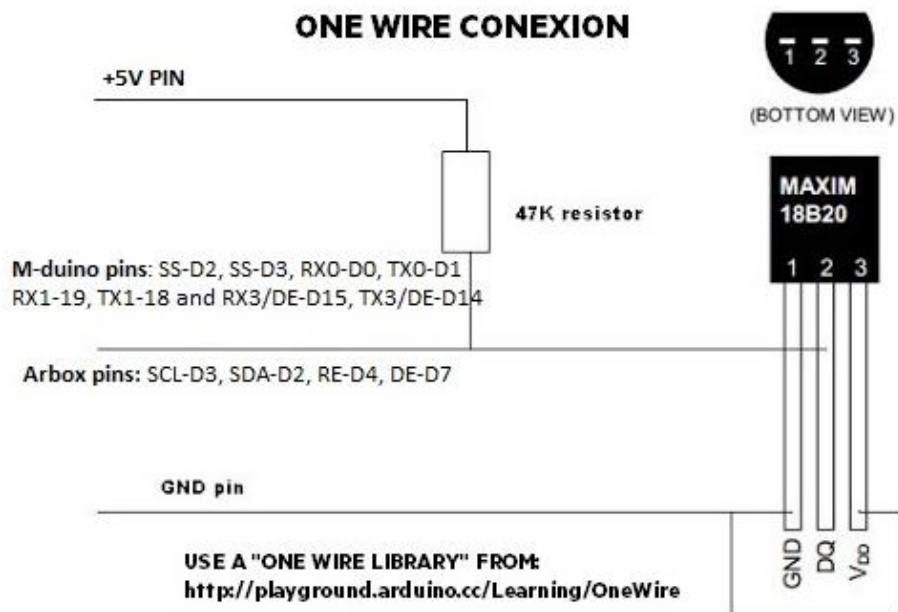 ONE WIRE CONEXION
+5V PIN
1 2 3
(BOTTOM VIEW)
47K resistor
MAXIM
18B20
1 2 3
M-duino pins: SS-D2, SS-D3, RX0-D0, TX0-D1
RX1-19, TX1-18 and RX3/DE-D15, TX3/DE-D14
Arbox pins: SCL-D3, SDA-D2, RE-D4, DE-D7
GND pin
GND
DQ
VDD
USE A "ONE WIRE LIBRARY" FROM:
http://playground.arduino.cc/Learning/OneWire